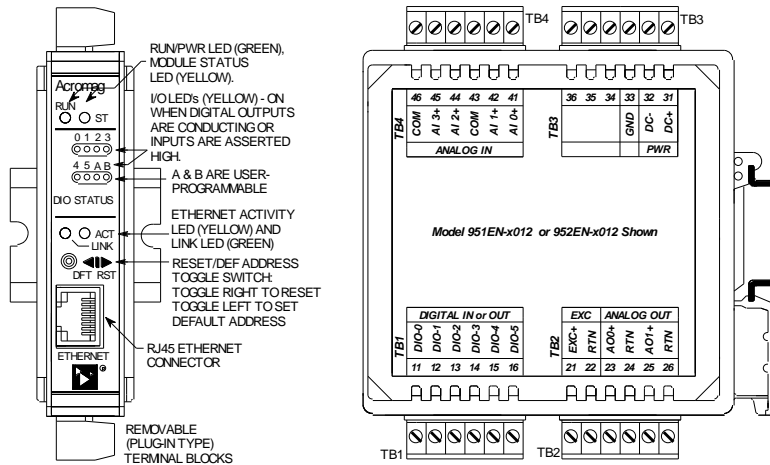 RUN/PWR LED (GREEN),
MODULE STATUS
LED (YELLOW).
Acromag
RUN
ST
I/O LED's (YELLOW) - ON
WHEN DIGITAL OUTPUTS
ARE CONDUCTING OR
INPUTS ARE ASSERTED
HIGH.
0 1 2 3
4 5 A B
DIO STATUS
A & B ARE USER-
PROGRAMMABLE
ETHERNET ACTIVITY
LED (YELLOW) AND
LINK LED (GREEN)
ACT
LINK
DFT RST
RESET/DEF ADDRESS
TOGGLE SWITCH:
TOGGLE RIGHT TO RESET
TOGGLE LEFT TO SET
DEFAULT ADDRESS
RJ45 ETHERNET
CONNECTOR
ETHERNET
®
REMOVABLE
(PLUG-IN TYPE)
TERMINAL BLOCKS
TB4
TB3
46 45 44 43 42 41
COM AI 3+ AI 2+ COM AI 1+ AI 0+
TB4
ANALOG IN
36 35 34 33 32 31
GND DC- DC+
TB3
PWR
Model 951EN-x012 or 952EN-x012 Shown
DIGITAL IN or OUT
TB1
DIO-0 DIO-1 DIO-2 DIO-3 DIO-4 DIO-5
11 12 13 14 15 16
EXC ANALOG OUT
TB2
EXC+ RTN AO0+ RTN AO1+ RTN
21 22 23 24 25 26
TB1
TB2